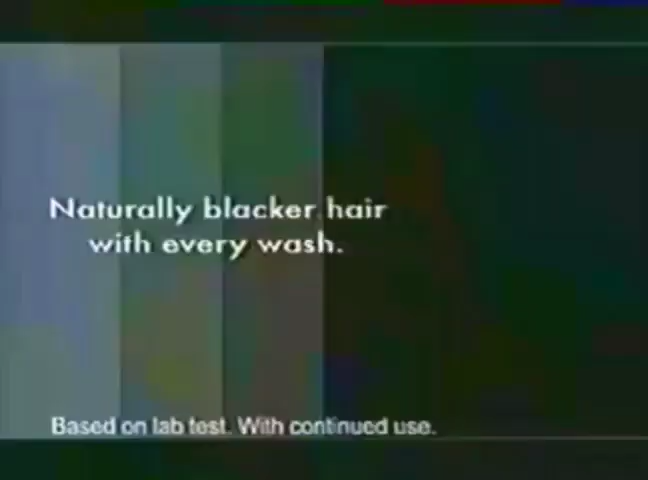 Naturally blacker hair
with every wash.
Based on lab test. With continued use.